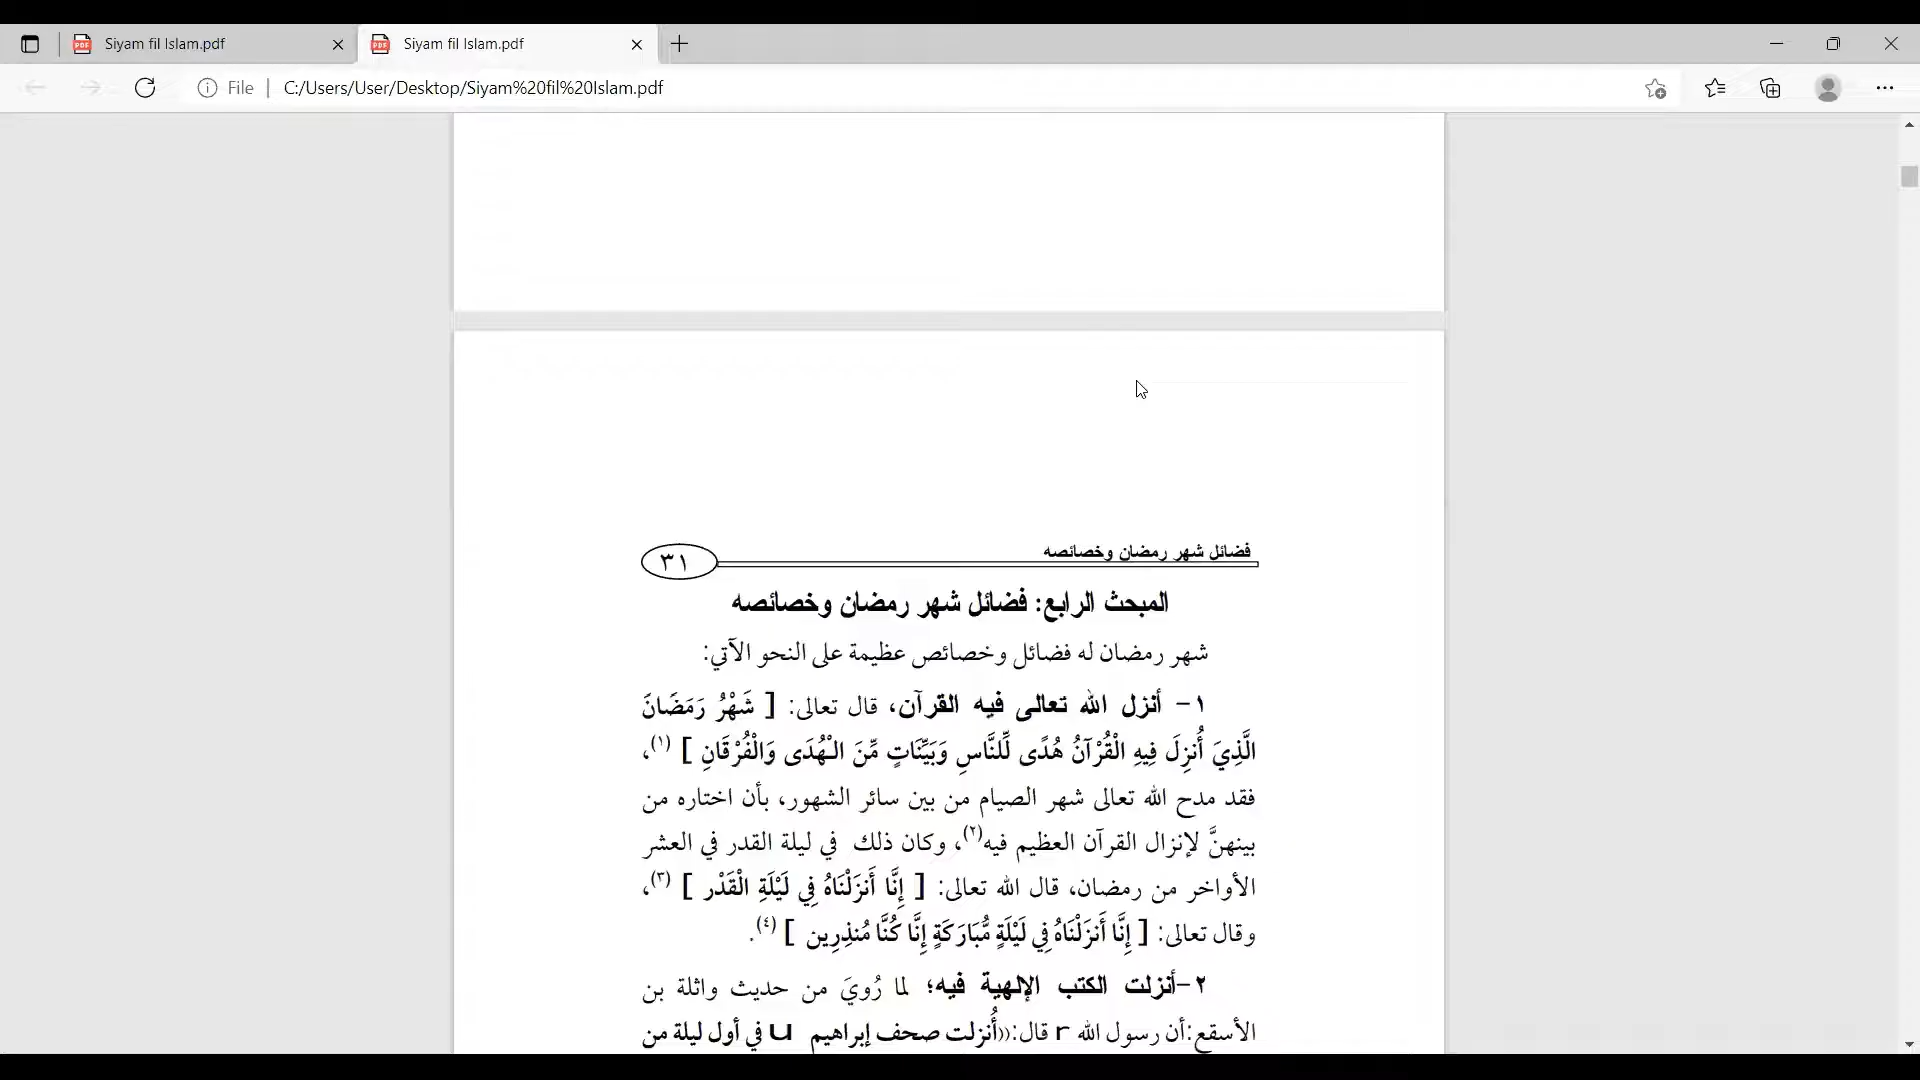 Siyam fil Islam.pdf
Siyam fil Islam.pdf
File
C:/Users/User/Desktop/Siyam%20fil%20Islam.pdf
فضائل شهر رمضان وخصائصه
٣١
المبحث الرابع: فضائل شهر رمضان وخصائصه
شهر رمضان له فضائل وخصائص عظيمة على النحو الآتي:
١- أنزل الله تعالى فيه القرآن، قال تعالى: [ شَهْرُ رَمَضَانَ
الَّذِيَ أُنزِلَ فِيهِ الْقُرْآنُ هُدًى لِّلنَّاسِ وَبَيِّنَاتٍ مِّنَ الْـهُدَى وَالْفُرْقَانِ ] (١)،
فقد مدح الله تعالى شهر الصيام من بين سائر الشهور، بأن اختاره من
بينهنَّ لإنزال القرآن العظيم فيه(٢)، وكان ذلك في ليلة القدر في العشر
الأواخر من رمضان، قال الله تعالى: [ إِنَّا أَنزَلْنَاهُ فِي لَيْلَةِ الْقَدْر ] (٣)،
وقال تعالى: [ إِنَّا أَنزَلْنَاهُ فِي لَيْلَةٍ مُّبَارَكَةٍ إِنَّا كُنَّا مُنذِرِين ] (٤).
٢-أنزلت الكتب الإلهية فيه؛ لما رُويَ من حديث واثلة بن
الأسقع:أن رسول الله r قال:((أُنزلت صحف إبراهيم u في أول ليلة من